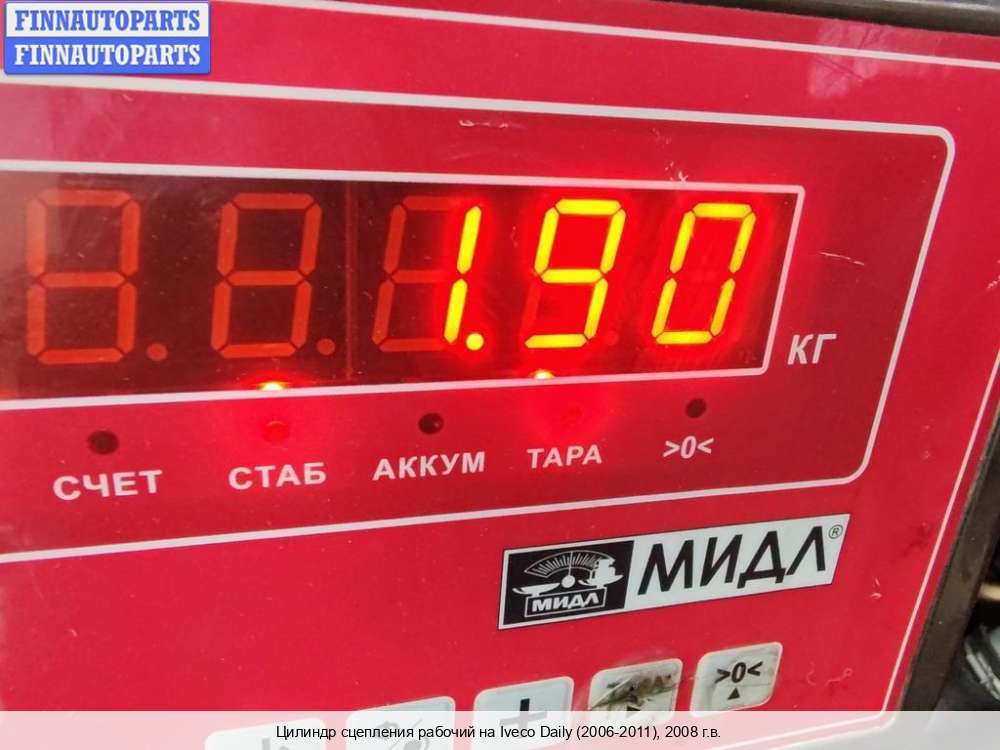 FINNAUTOPARTS
FINNAUTOPARTS
1.90
КГ
СЧЕТ СТАБ АККУМ ТАРА >0<
МИДЛ МИДЛ®
>0<
Цилиндр сцепления рабочий на Iveco Daily (2006-2011), 2008 г.в.